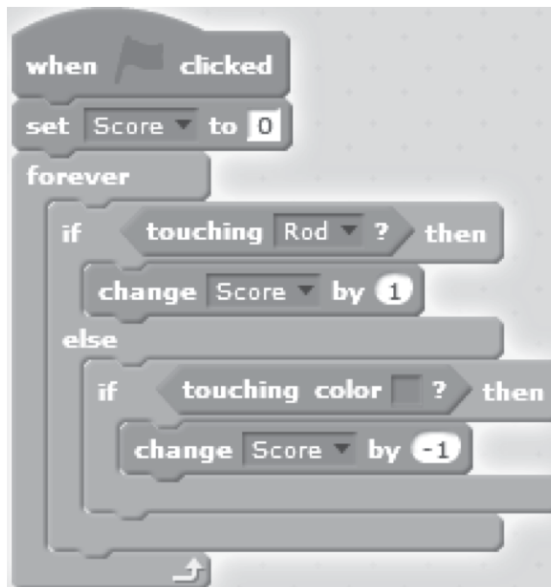 when clicked
set Score to 0
forever
if touching Rod ? then
change Score by 1
else
if touching color ? then
change Score by -1